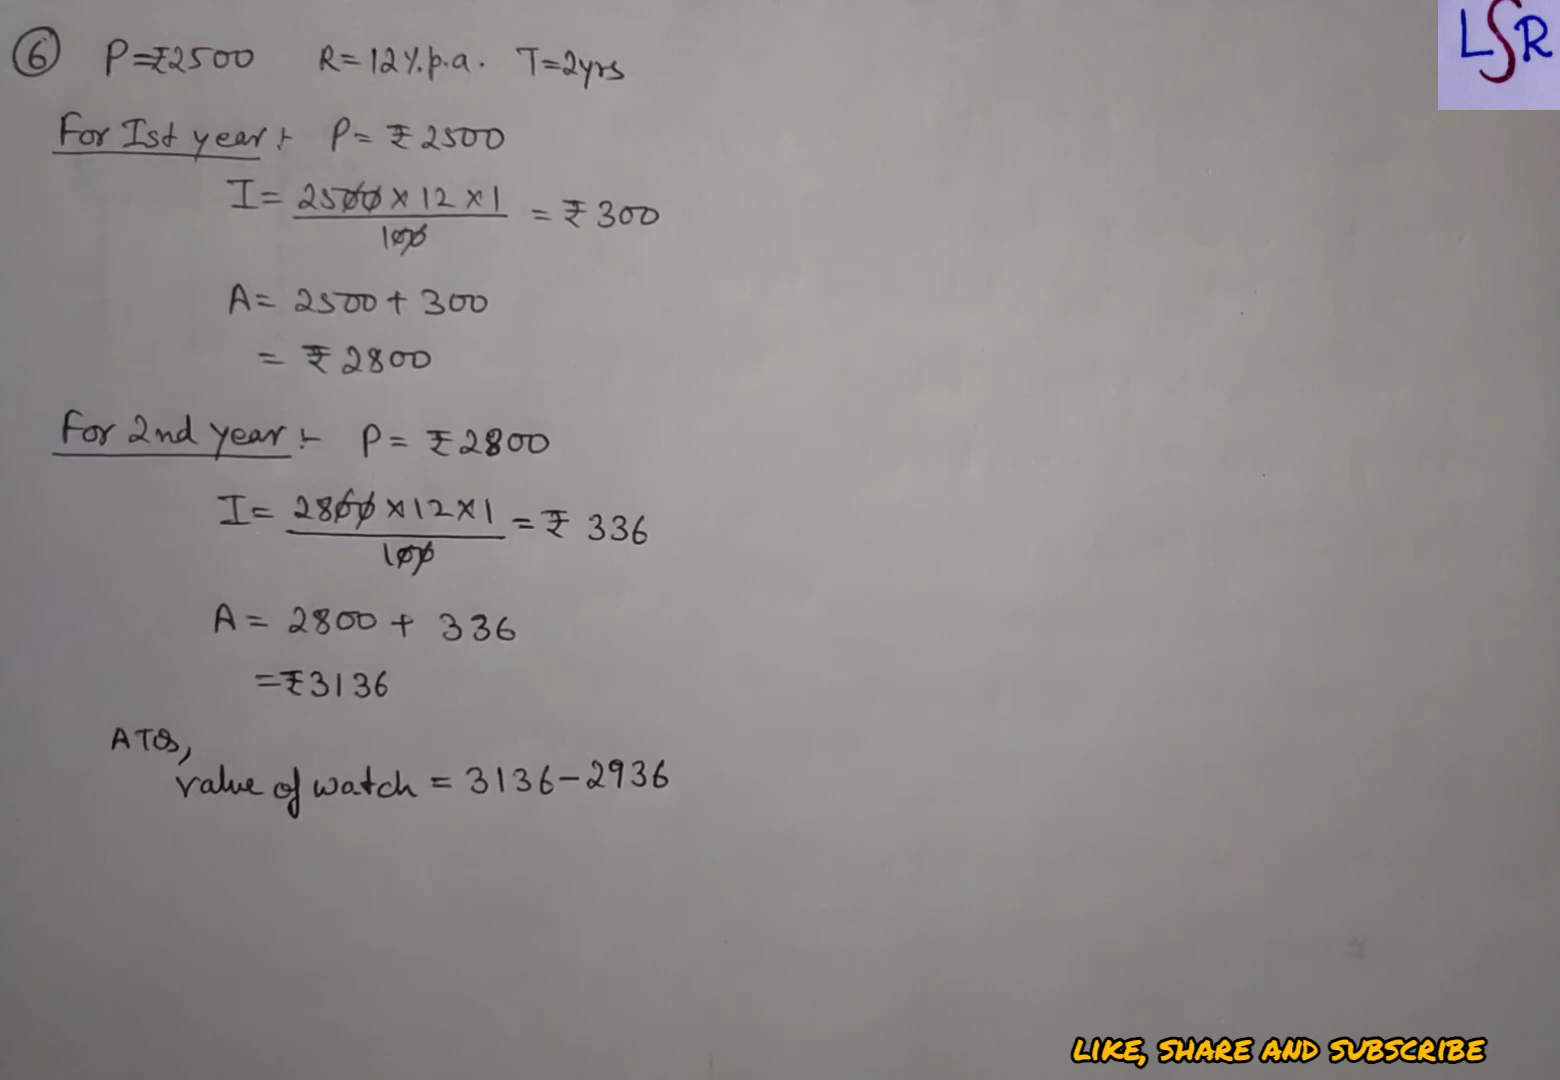 LSR
6 P=₹2500 R=12%p.a. T=2yrs
For Ist year :- P= ₹2500
I= 2500 × 12 × 1 = ₹300
100
A= 2500 + 300
= ₹2800
For 2nd year :- P= ₹2800
I= 2800 × 12 × 1 = ₹336
100
A= 2800 + 336
=₹3136
ATQ,
value of watch = 3136-2936
LIKE, SHARE AND SUBSCRIBE